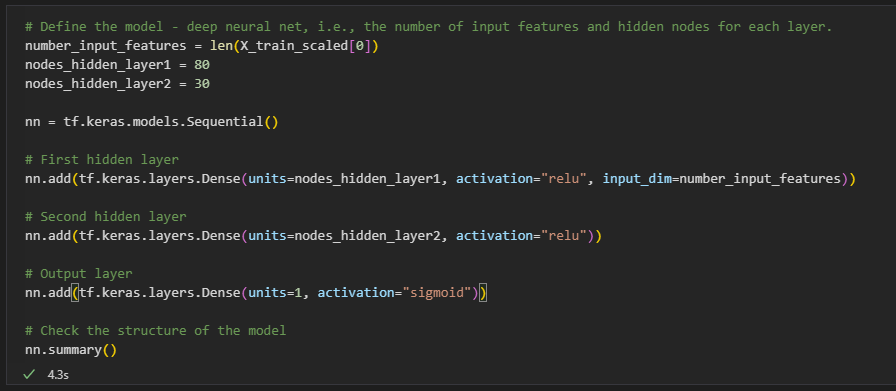 # Define the model - deep neural net, i.e., the number of input features and hidden nodes for each layer.
number_input_features = len(X_train_scaled[0])
nodes_hidden_layer1 = 80
nodes_hidden_layer2 = 30
nn = tf.keras.models.Sequential()
# First hidden layer
nn.add(tf.keras.layers.Dense(units=nodes_hidden_layer1, activation="relu", input_dim=number_input_features))
# Second hidden layer
nn.add(tf.keras.layers.Dense(units=nodes_hidden_layer2, activation="relu"))
# Output layer
nn.add(tf.keras.layers.Dense(units=1, activation="sigmoid"))
# Check the structure of the model
nn.summary()
4.3s